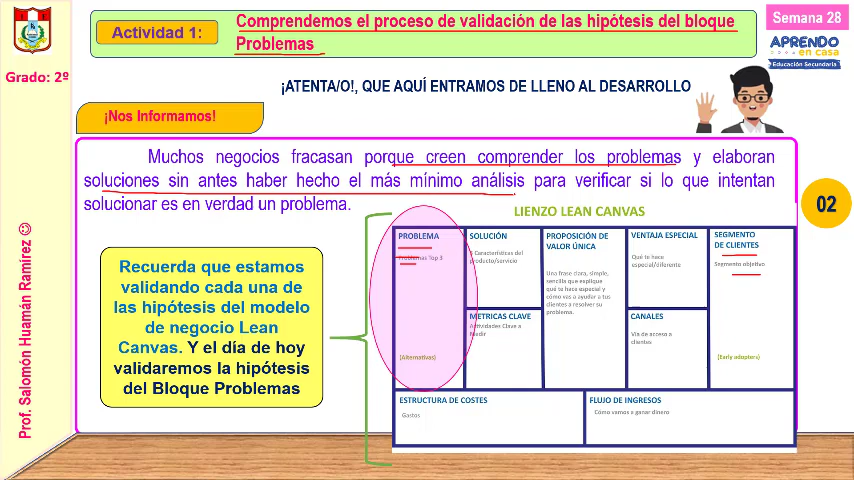 Actividad 1:
Comprendemos el proceso de validación de las hipótesis del bloque
Problemas
Semana 28
APRENDO
en casa
Educación Secundaria
Grado: 2º
¡ATENTA/O!, QUE AQUÍ ENTRAMOS DE LLENO AL DESARROLLO
¡Nos Informamos!
Muchos negocios fracasan porque creen comprender los problemas y elaboran
soluciones sin antes haber hecho el más mínimo análisis para verificar si lo que intentan
solucionar es en verdad un problema.
02
LIENZO LEAN CANVAS
Recuerda que estamos
validando cada una de
las hipótesis del modelo
de negocio Lean
Canvas. Y el día de hoy
validaremos la hipótesis
del Bloque Problemas
PROBLEMA
Problemas Top 3
(Alternativas)
SOLUCIÓN
3 Características del
producto/servicio
METRICAS CLAVE
Actividades Clave a
Medir
PROPOSICIÓN DE
VALOR ÚNICA
Una frase clara, simple,
sencilla que explique
qué te hace especial y
cómo vas a ayudar a tus
clientes a resolver su
problema.
VENTAJA ESPECIAL
Qué te hace
especial/diferente
CANALES
Vía de acceso a
clientes
SEGMENTO
DE CLIENTES
Segmento objetivo
(Early adopters)
ESTRUCTURA DE COSTES
Gastos
FLUJO DE INGRESOS
Cómo vamos a ganar dinero
Prof. Salomón Huamán Ramirez